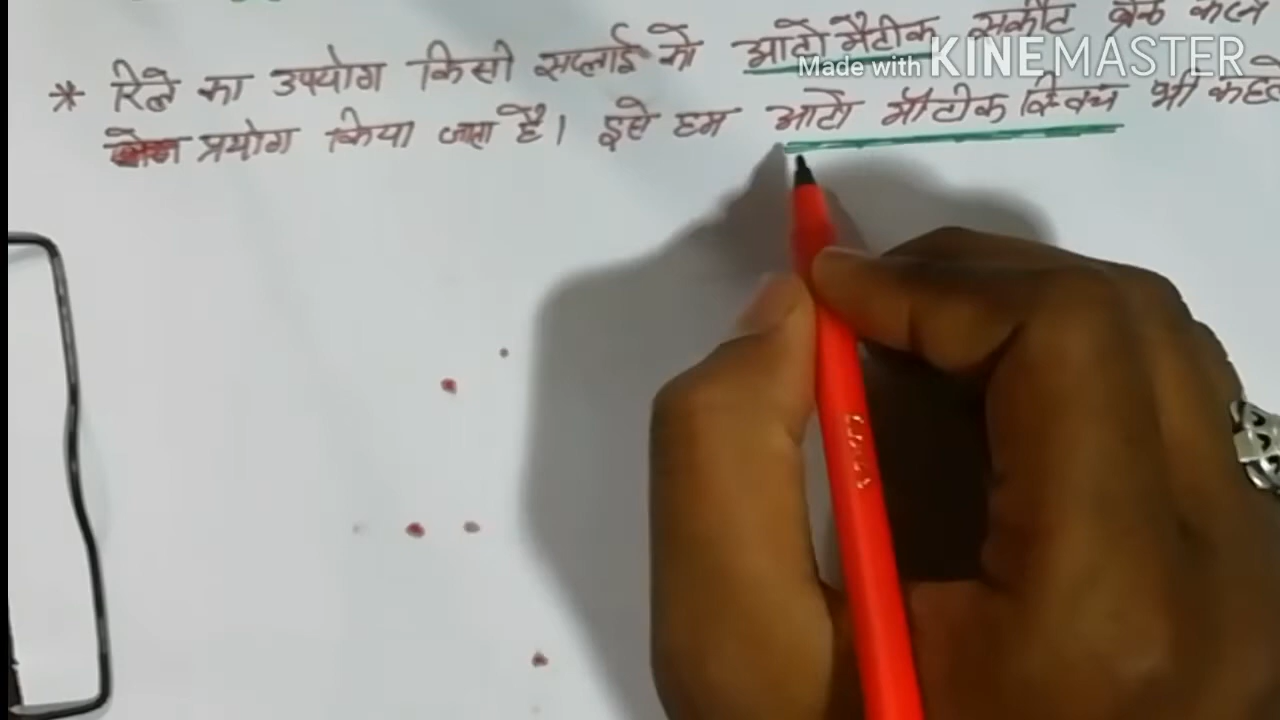 * रिले का उपयोग किसी सप्लाई को आटोमैटीक सर्कीट ब्रेक करने
प्रयोग किया जाता है। इसे हम आटो मॅटीक स्विच भी कहते
Made with KINEMASTER